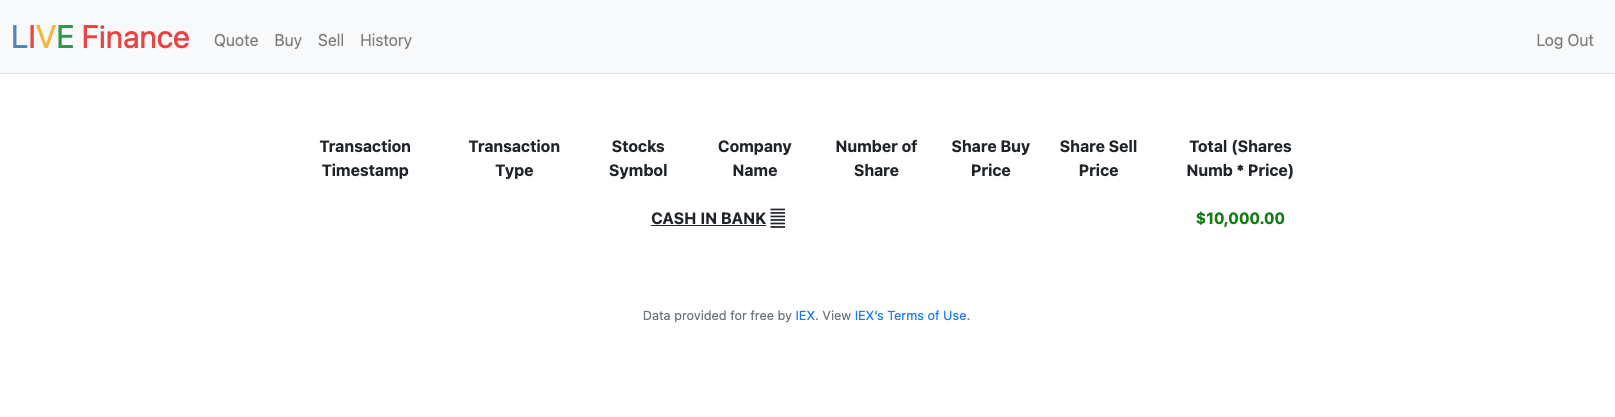 LIVE Finance Quote Buy Sell History Log Out
Transaction Transaction Stocks Company Number of Share Buy Share Sell Total (Shares
Timestamp Type Symbol Name Share Price Price Numb * Price)
CASH IN BANK $10,000.00
Data provided for free by IEX. View IEX’s Terms of Use.